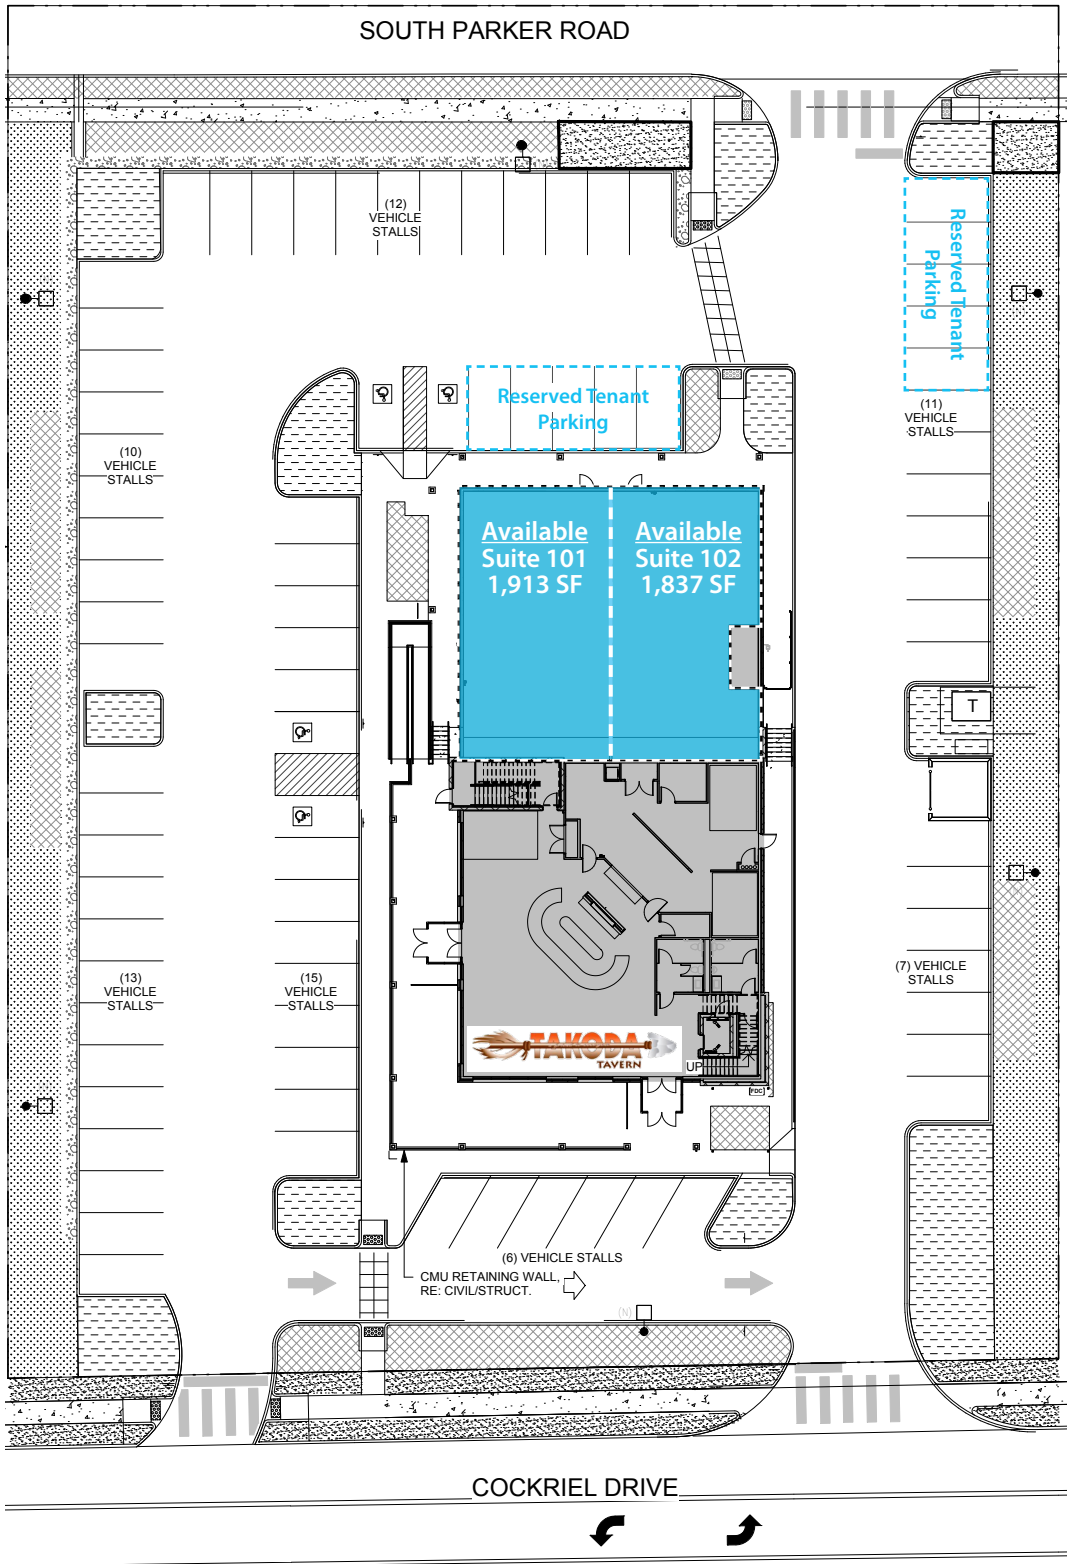 SOUTH PARKER ROAD
(12)
VEHICLE
STALLS
Reserved Tenant
Parking
Reserved Tenant
Parking
(11)
VEHICLE
STALLS
(10)
VEHICLE
STALLS
Available
Suite 101
1,913 SF
Available
Suite 102
1,837 SF
T
(13)
VEHICLE
STALLS
(15)
VEHICLE
STALLS
(7) VEHICLE
STALLS
TAKODA
TAVERN
UP
FDC
(6) VEHICLE STALLS
CMU RETAINING WALL,
RE: CIVIL/STRUCT.
(N)
COCKRIEL DRIVE